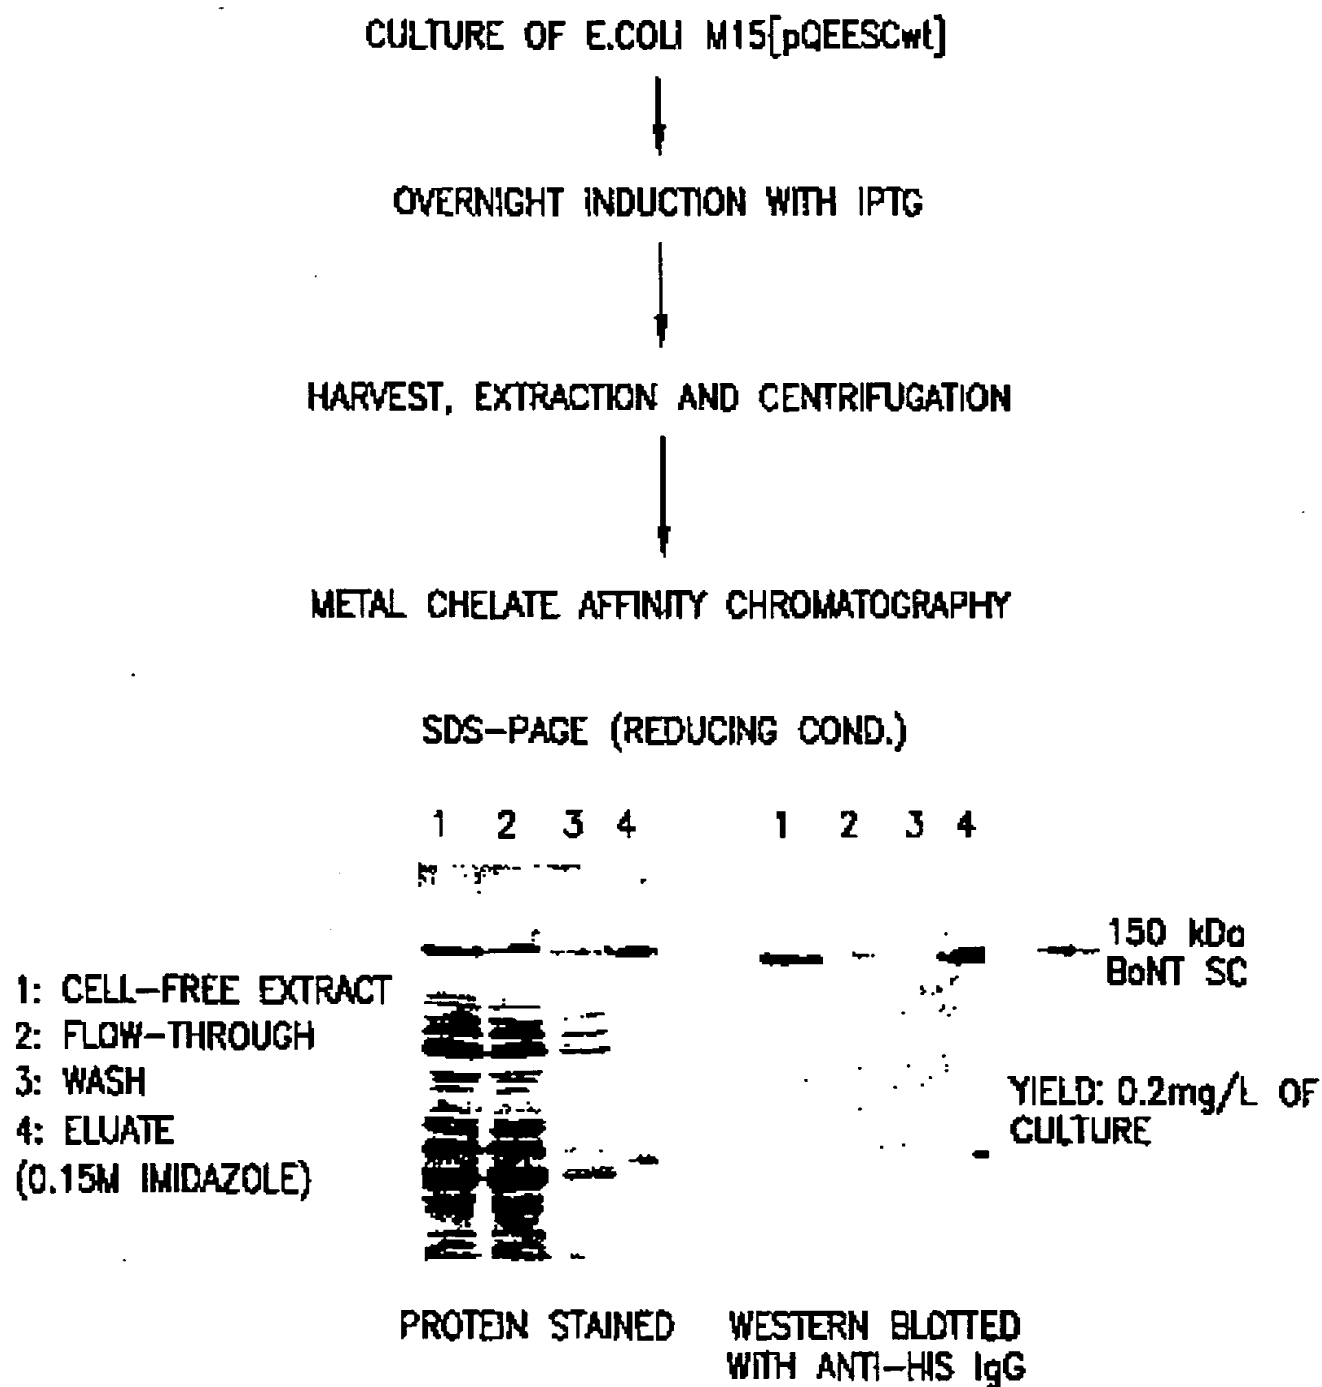 CULTURE OF E.COLI M15[pQEESCwt]
OVERNIGHT INDUCTION WITH IPTG
HARVEST, EXTRACTION AND CENTRIFUGATION
METAL CHELATE AFFINITY CHROMATOGRAPHY
SDS-PAGE (REDUCING COND.)
1 2 3 4 1 2 3 4
150 kDa
BoNT SC
1: CELL-FREE EXTRACT
2: FLOW-THROUGH
3: WASH
4: ELUATE
(0.15M IMIDAZOLE)
YIELD: 0.2mg/L OF
CULTURE
PROTEIN STAINED
WESTERN BLOTTED
WITH ANTI-HIS IgG